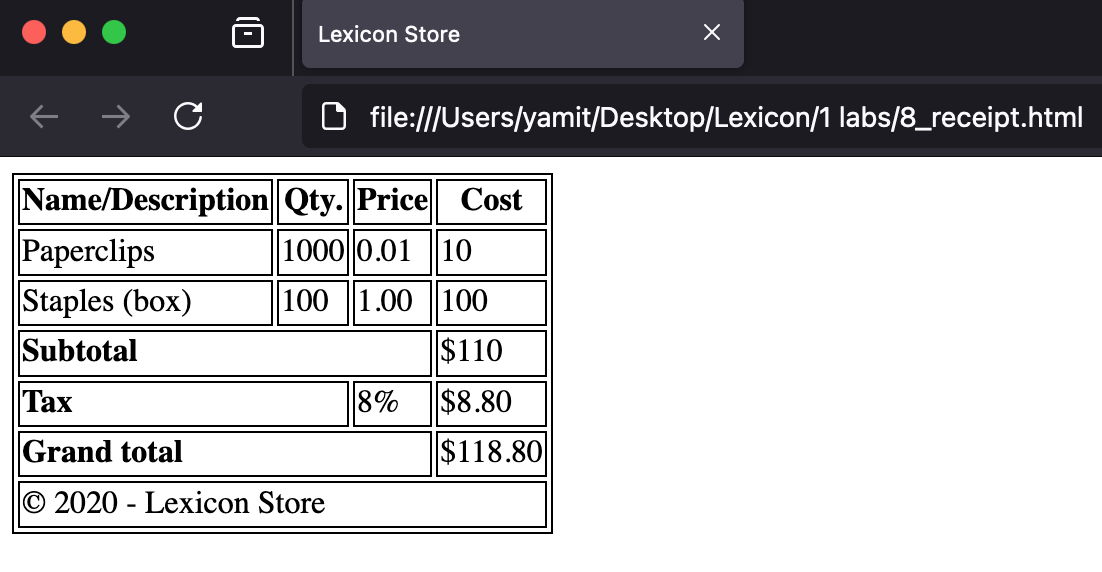 Lexicon Store
file:///Users/yamit/Desktop/Lexicon/1 labs/8_receipt.html
Name/Description Qty. Price Cost
Paperclips 1000 0.01 10
Staples (box) 100 1.00 100
Subtotal $110
Tax 8% $8.80
Grand total $118.80
© 2020 - Lexicon Store